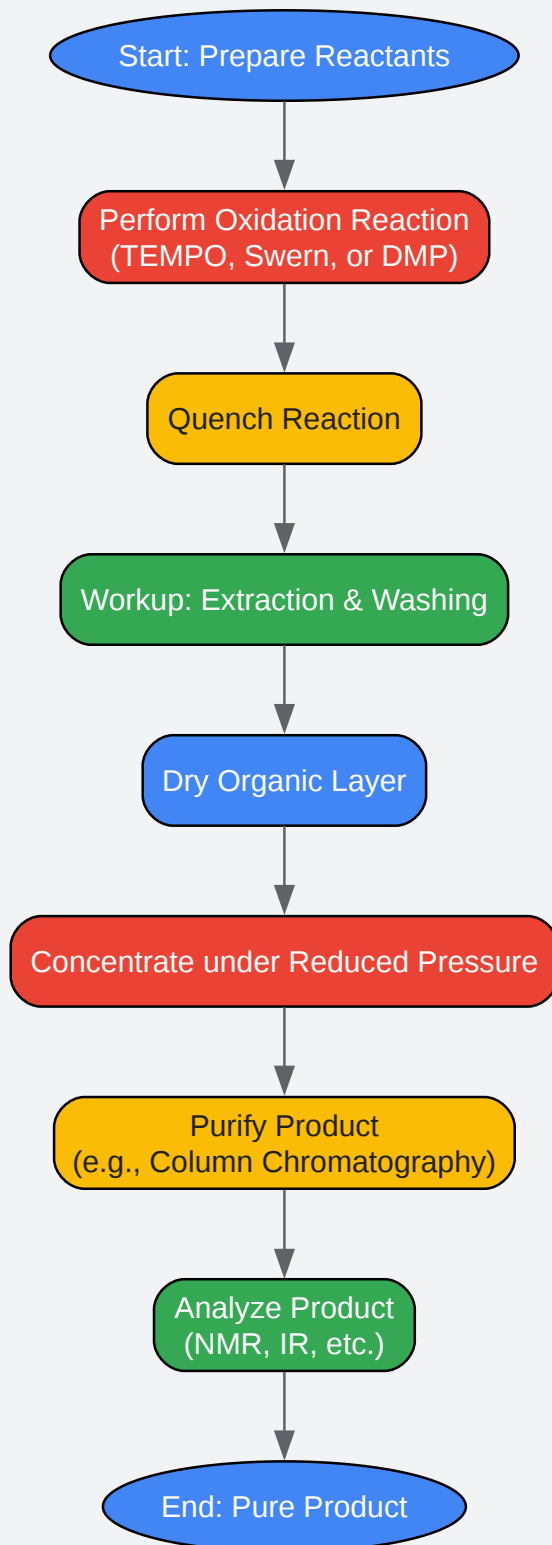 Start: Prepare Reactants
Perform Oxidation Reaction
(TEMPO, Swern, or DMP)
Quench Reaction
Workup: Extraction & Washing
Dry Organic Layer
Concentrate under Reduced Pressure
Purify Product
(e.g., Column Chromatography)
Analyze Product
(NMR, IR, etc.)
End: Pure Product